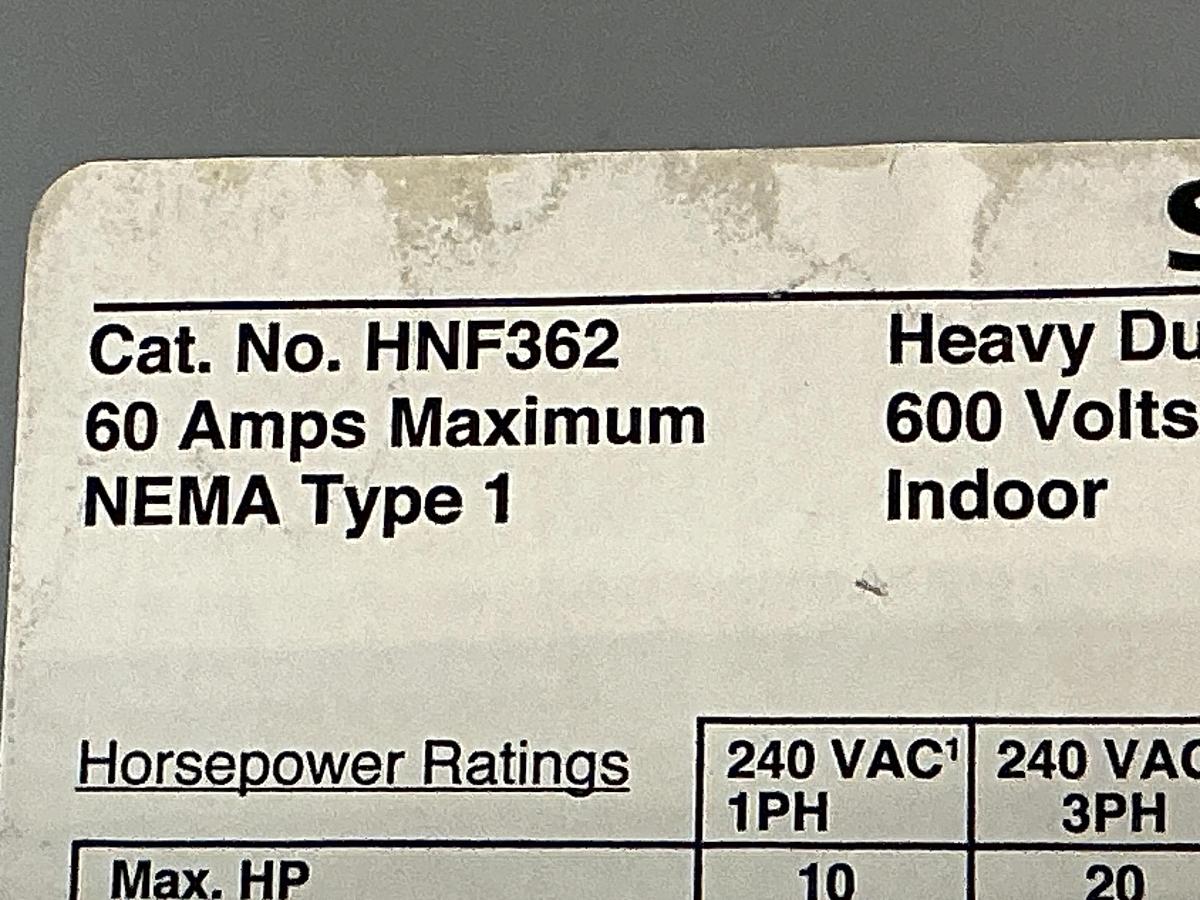 S
Cat. No. HNF362 Heavy Du
60 Amps Maximum 600 Volts
NEMA Type 1 Indoor
Horsepower Ratings
240 VAC¹ 240 VAC
1PH 3PH
Max. HP 10 20